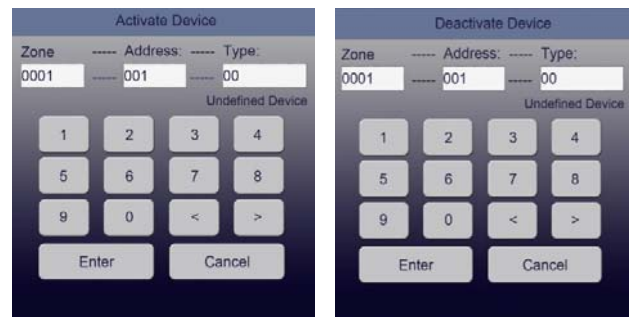 Activate Device
Zone ----- Address: ----- Type:
0001 ----- 001 ----- 00
Undefined Device
1 2 3 4
5 6 7 8
9 0 < >
Enter Cancel
Deactivate Device
Zone ----- Address: ----- Type:
0001 ----- 001 ----- 00
Undefined Device
1 2 3 4
5 6 7 8
9 0 < >
Enter Cancel